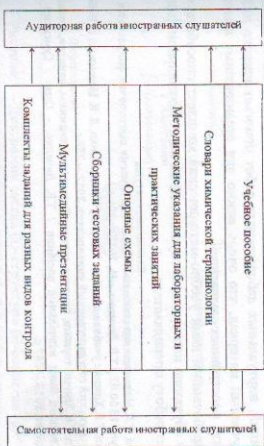 Аудиторная работа иностранных слушателей
Учебное пособие
Словари химической терминологии
Методические указания для лабораторных и
практических занятий
Опорные схемы
Сборники тестовых заданий
Мультимедийные презентации
Комплекты заданий для разных видов контроля
Самостоятельная работа иностранных слушателей